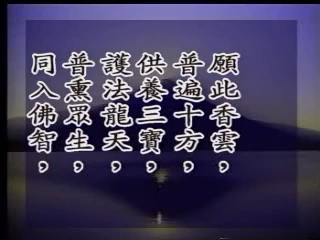 願此香雲，
普遍十方，
供養三寶，
護法龍天，
普熏眾生，
同入佛智，